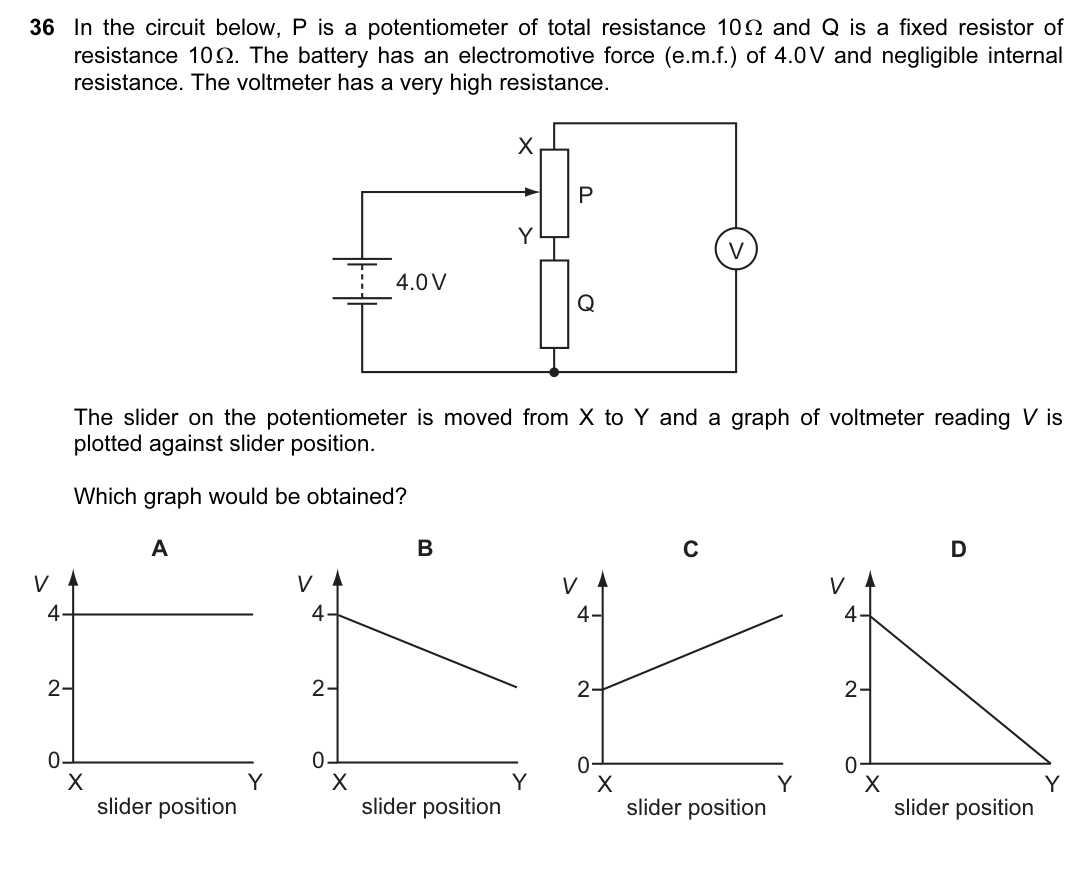 36 In the circuit below, P is a potentiometer of total resistance 10Ω and Q is a fixed resistor of
resistance 10Ω. The battery has an electromotive force (e.m.f.) of 4.0V and negligible internal
resistance. The voltmeter has a very high resistance.
X
P
Y
V
4.0V
Q
The slider on the potentiometer is moved from X to Y and a graph of voltmeter reading V is
plotted against slider position.
Which graph would be obtained?
A
V
4
2
0
X
Y
slider position
B
V
4
2
0
X
Y
slider position
C
V
4
2
0
X
Y
slider position
D
V
4
2
0
X
Y
slider position